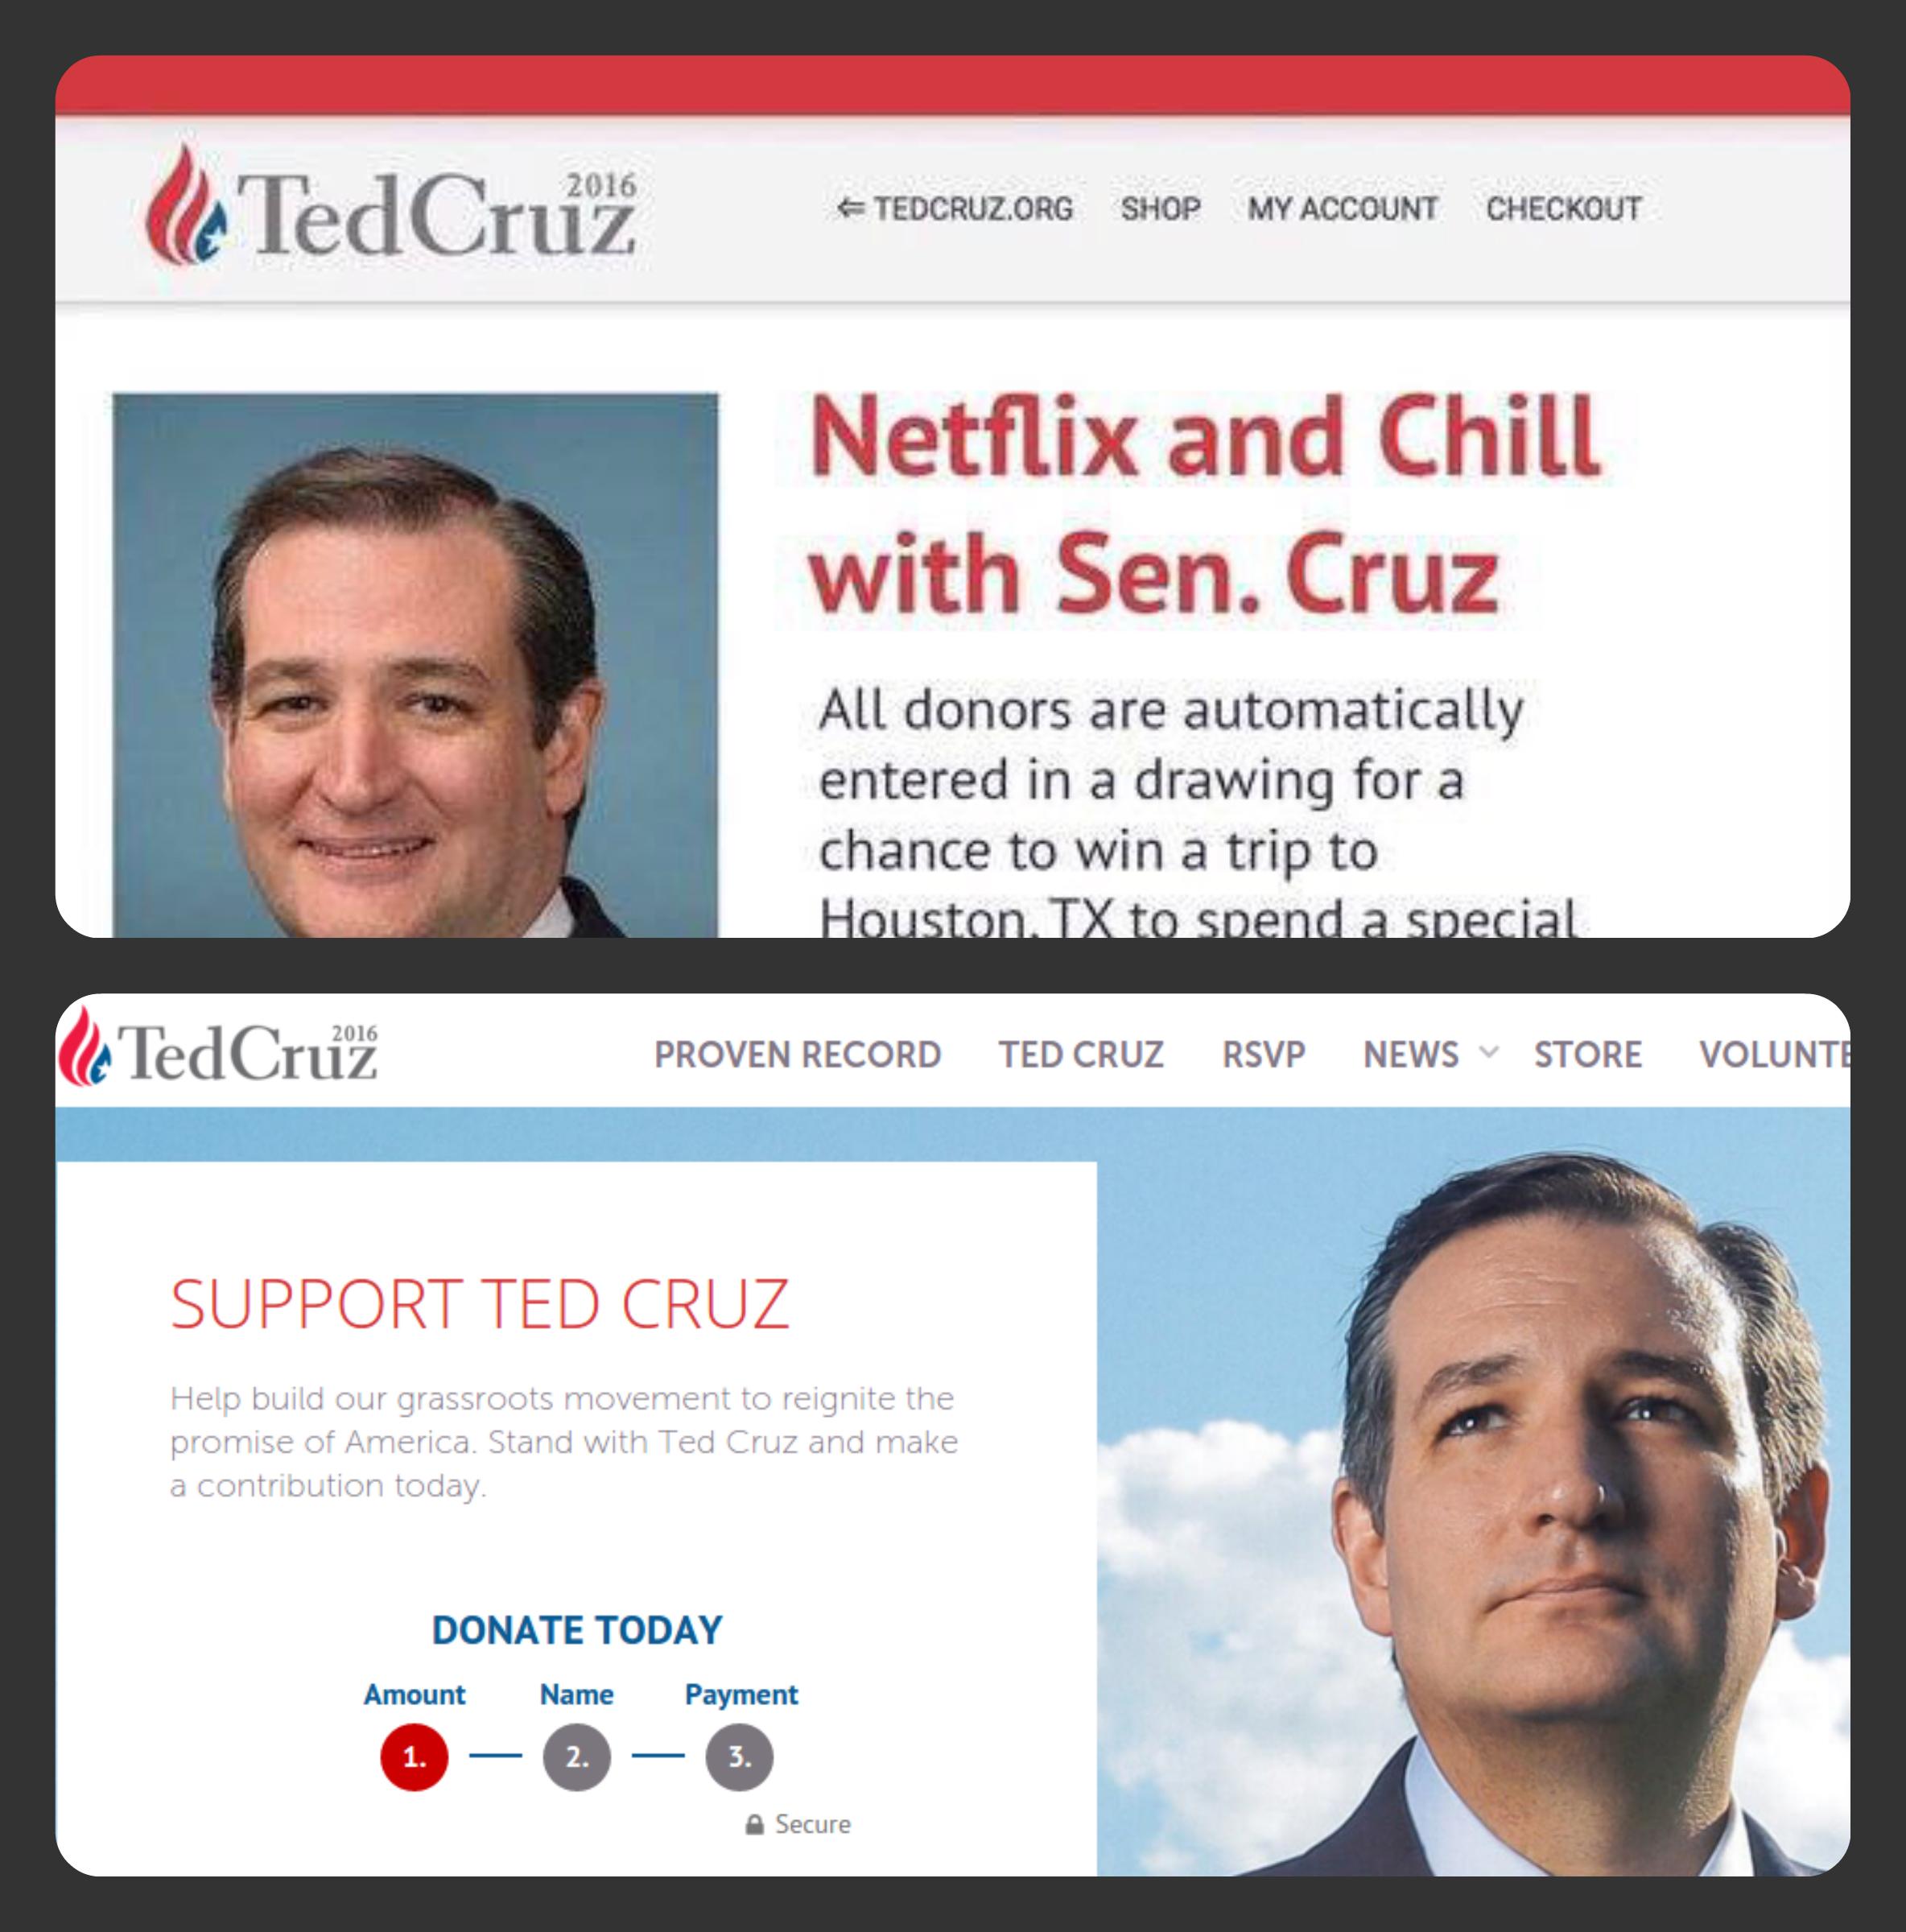 TedCruz 2016
⇐ TEDCRUZ.ORG SHOP MY ACCOUNT CHECKOUT
Netflix and Chill
with Sen. Cruz
All donors are automatically
entered in a drawing for a
chance to win a trip to
Houston, TX to spend a special
TedCruz 2016
PROVEN RECORD TED CRUZ RSVP NEWS STORE VOLUNTE
SUPPORT TED CRUZ
Help build our grassroots movement to reignite the
promise of America. Stand with Ted Cruz and make
a contribution today.
DONATE TODAY
Amount Name Payment
1. 2. 3.
Secure